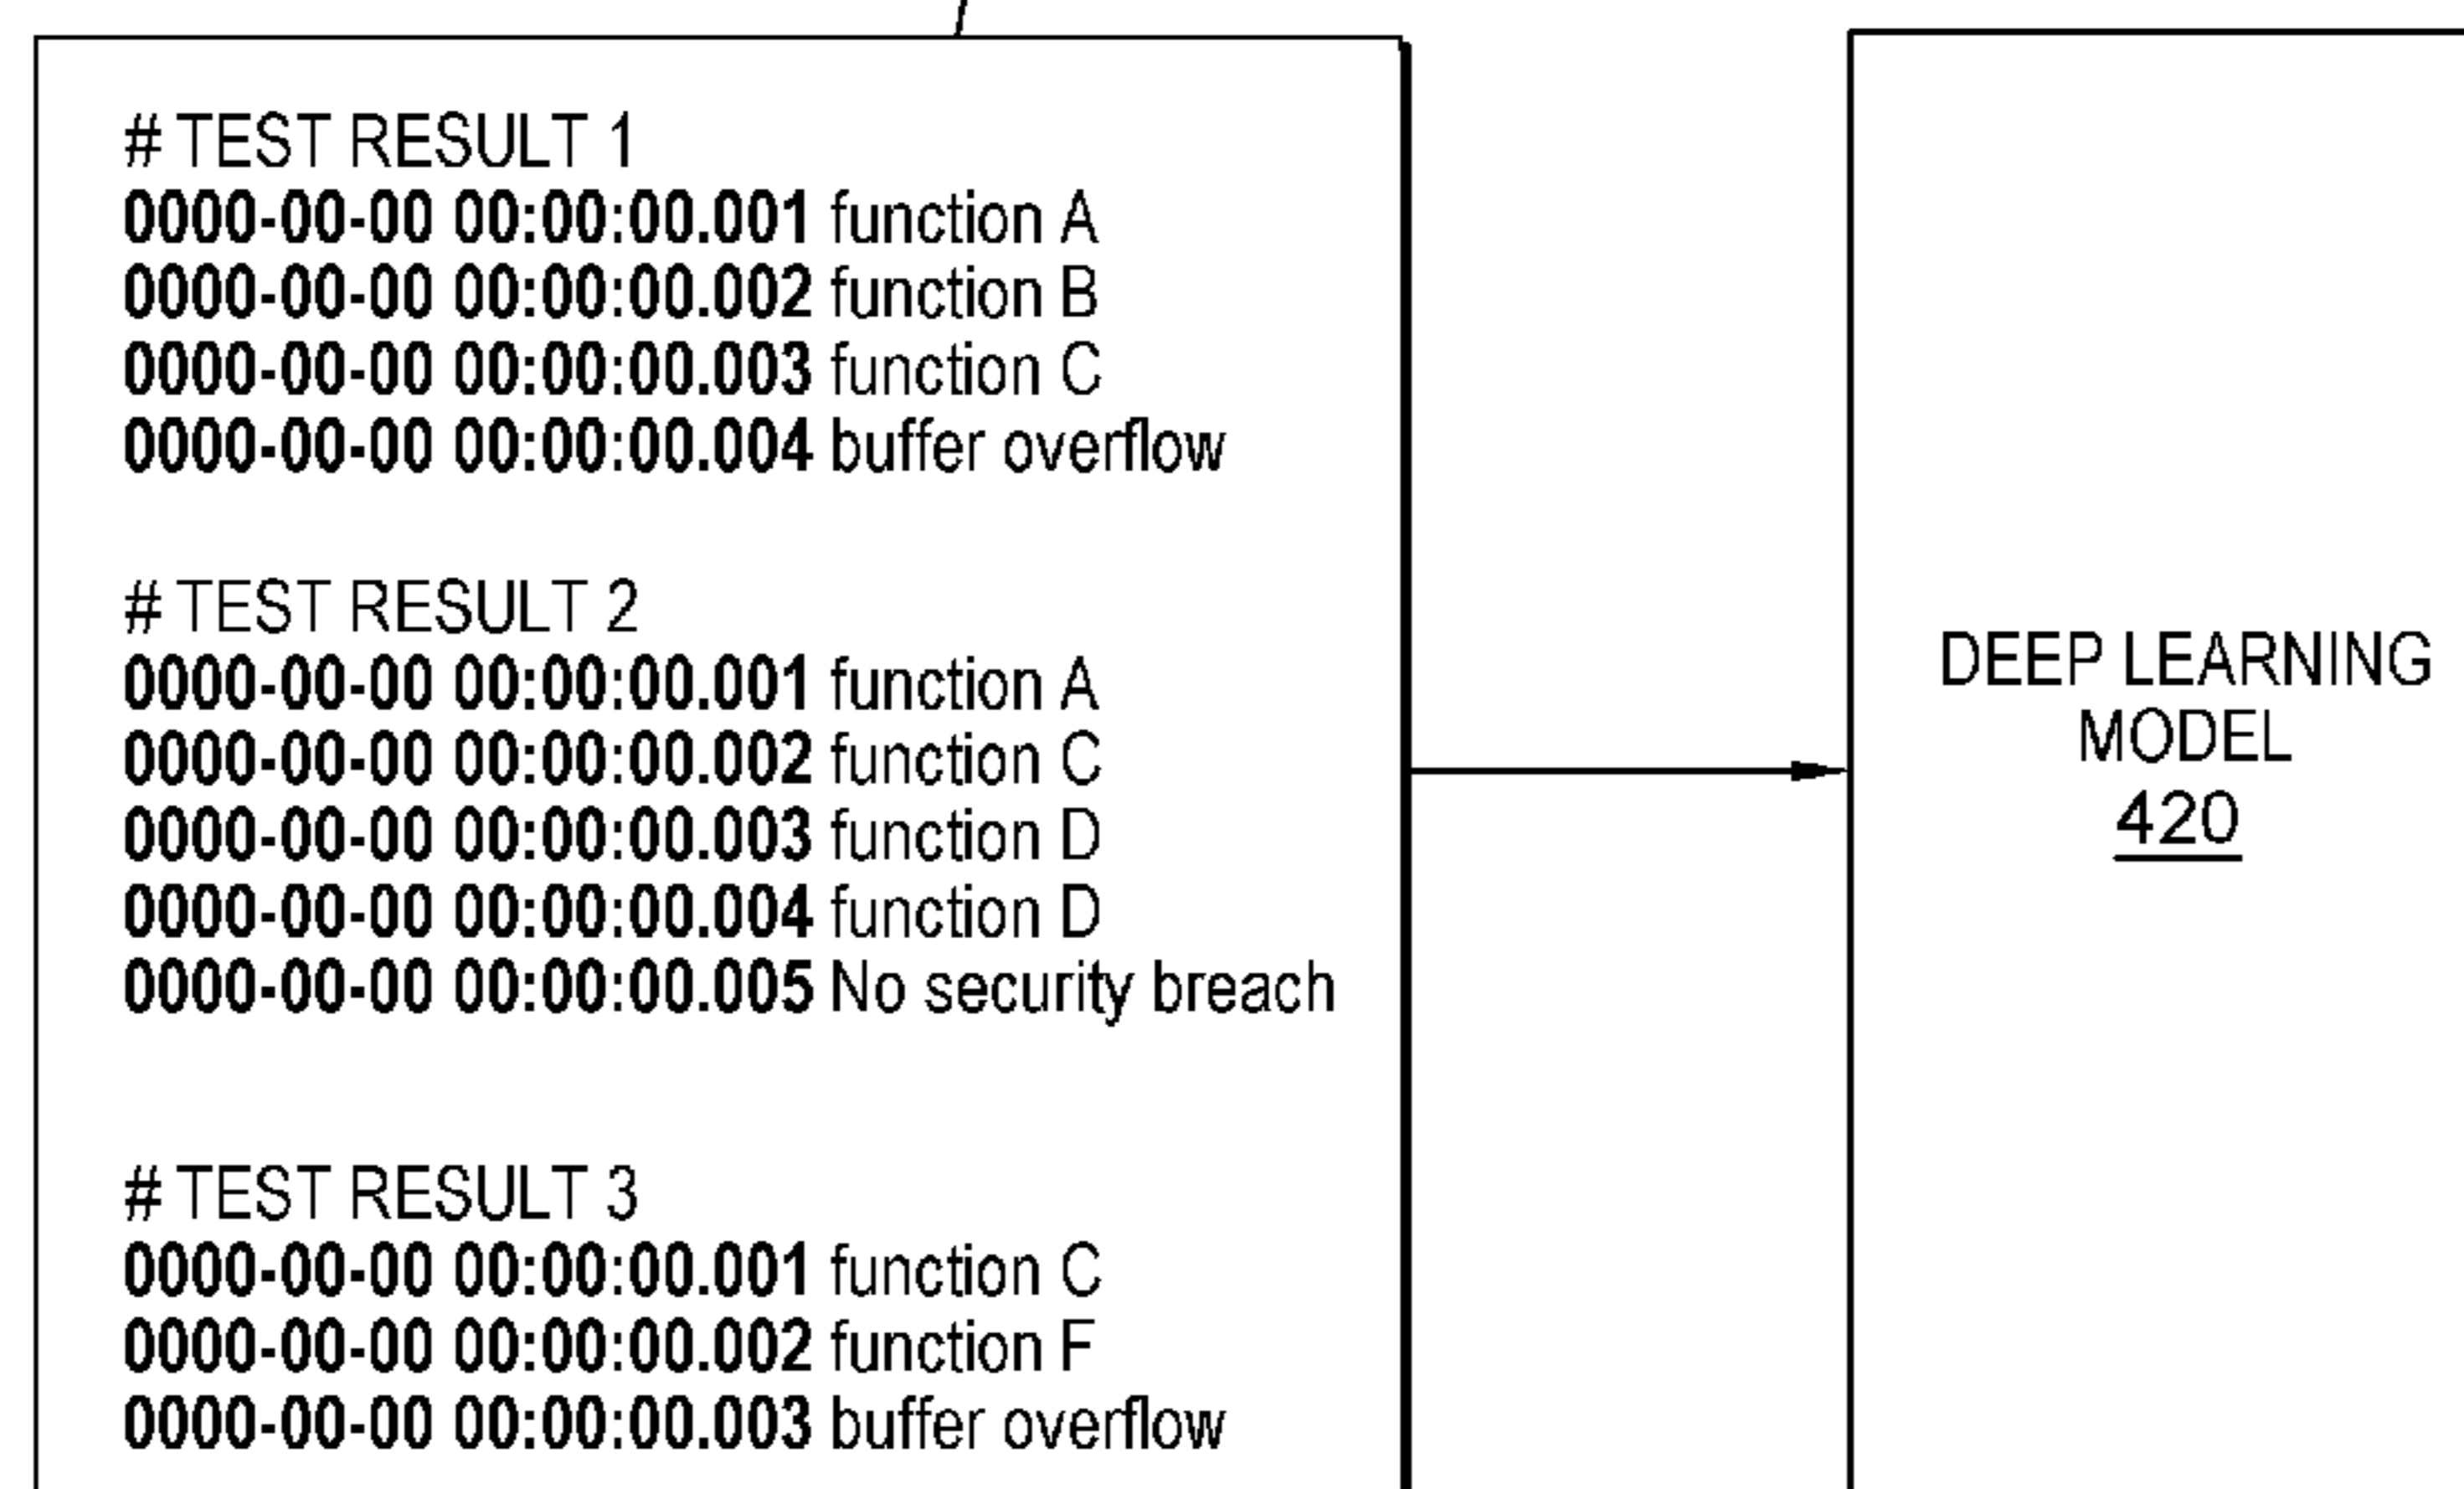 # TEST RESULT 1
0000-00-00 00:00:00.001 function A
0000-00-00 00:00:00.002 function B
0000-00-00 00:00:00.003 function C
0000-00-00 00:00:00.004 buffer overflow
# TEST RESULT 2
0000-00-00 00:00:00.001 function A
0000-00-00 00:00:00.002 function C
0000-00-00 00:00:00.003 function D
0000-00-00 00:00:00.004 function D
0000-00-00 00:00:00.005 No security breach
# TEST RESULT 3
0000-00-00 00:00:00.001 function C
0000-00-00 00:00:00.002 function F
0000-00-00 00:00:00.003 buffer overflow
DEEP LEARNING
MODEL
420